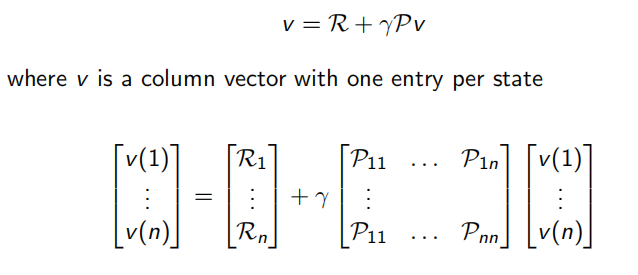 v = ℛ + γ𝒫v
where v is a column vector with one entry per state
[v(1) ⋮ v(n)] = [ℛ₁ ⋮ ℛₙ] + γ [𝒫₁₁ … 𝒫₁ₙ ⋮ 𝒫₁₁ … 𝒫ₙₙ] [v(1) ⋮ v(n)]